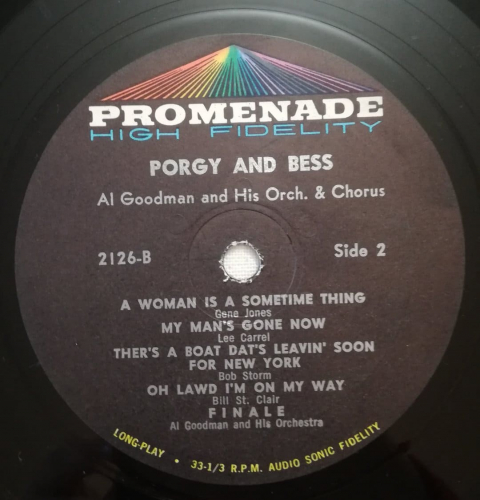 PROMENADE
HIGH FIDELITY
PORGY AND BESS
Al Goodman and His Orch. & Chorus
2126-B
Side 2
A WOMAN IS A SOMETIME THING
Gene Jones
MY MAN'S GONE NOW
Lee Carrel
THER'S A BOAT DAT'S LEAVIN' SOON
FOR NEW YORK
Bob Storm
OH LAWD I'M ON MY WAY
Bill St. Clair
FINALE
Al Goodman and His Orchestra
LONG-PLAY • 33-1/3 R.P.M. AUDIO SONIC FIDELITY